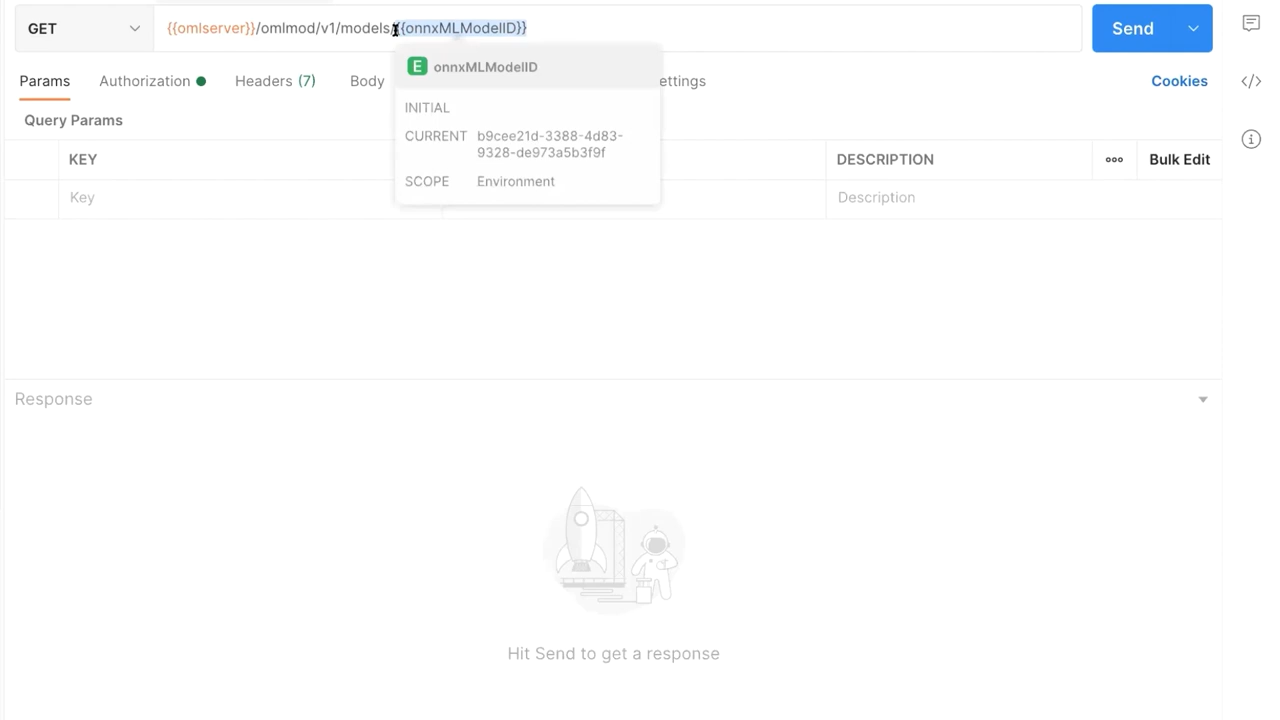 GET {{omlserver}}/omlmod/v1/models/{{onnxMLModelID}} Send
E onnxMLModelID
Params Authorization Headers (7) Body ettings Cookies </>
INITIAL
Query Params
CURRENT b9cee21d-3388-4d83-
9328-de973a5b3f9f
KEY DESCRIPTION ooo Bulk Edit
SCOPE Environment
Key Description
Response
Hit Send to get a response